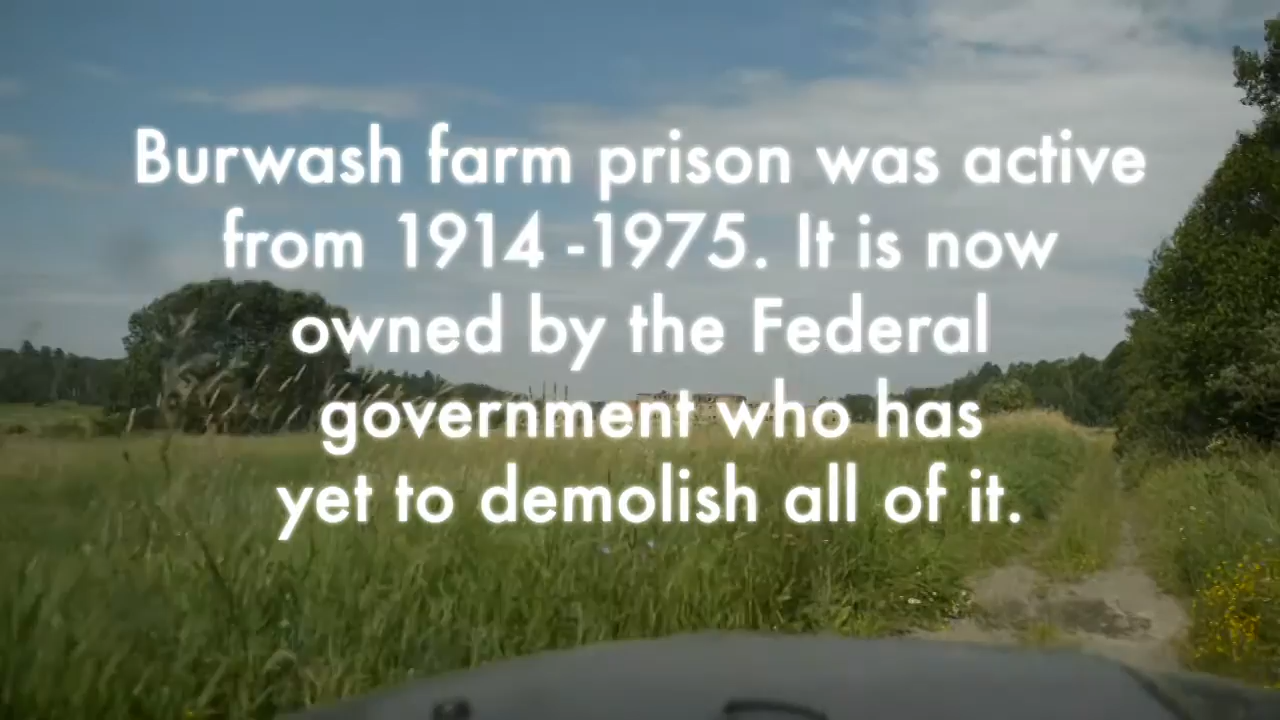 Burwash farm prison was active
from 1914 -1975. It is now
owned by the Federal
government who has
yet to demolish all of it.